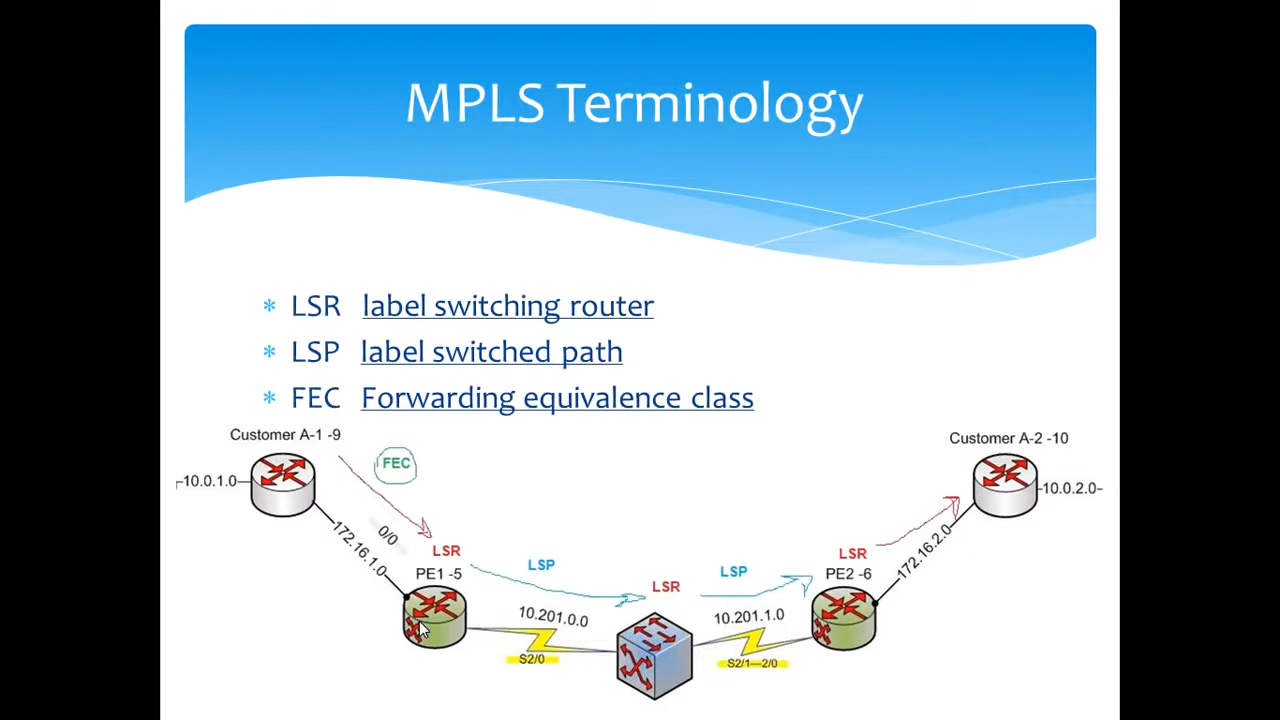 MPLS Terminology
* LSR label switching router
* LSP label switched path
* FEC Forwarding equivalence class
Customer A-1 -9
FEC
Customer A-2 -10
-10.0.1.0-
-10.0.2.0-
0/0
172.16.1.0
LSR
PE1 -5
LSP
LSR
LSP
LSR
PE2 -6
172.16.2.0
10.201.0.0
10.201.1.0
S2/0
S2/1—2/0